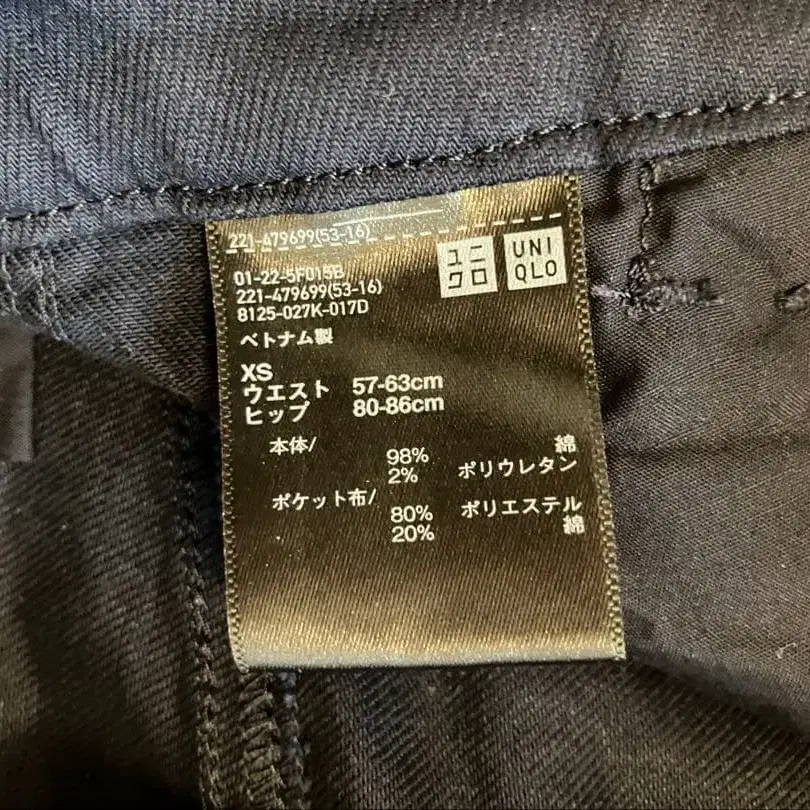 221-479699(53-16)
ユニクロ
UNIQLO
01-22-5F015B
221-479699(53-16)
8125-027K-017D
ベトナム製
XS
ウエスト 57-63cm
ヒップ 80-86cm
本体/
98% 綿
2% ポリウレタン
ポケット布/
80% ポリエステル
20% 綿